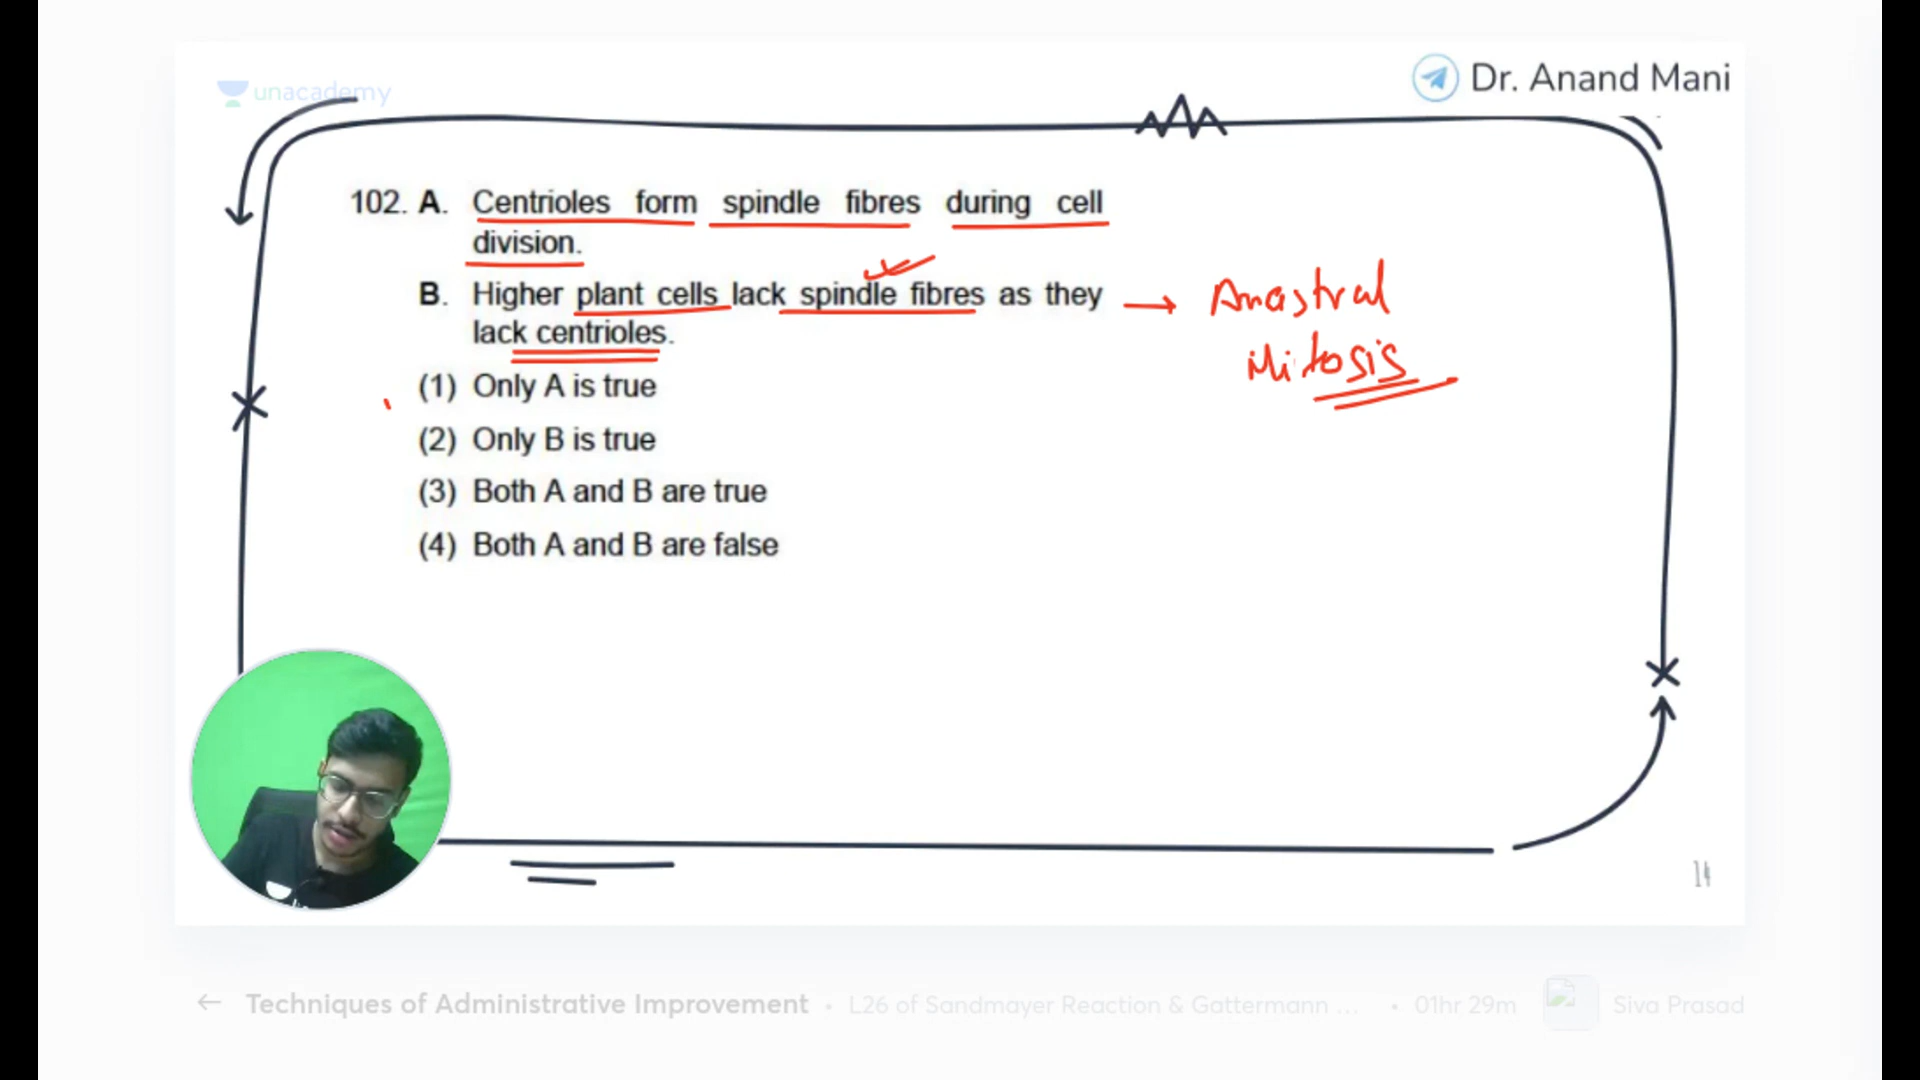 unacademy
Dr. Anand Mani
102. A. Centrioles form spindle fibres during cell
division.
B. Higher plant cells lack spindle fibres as they
lack centrioles.
→ Anastral
Mitosis
(1) Only A is true
(2) Only B is true
(3) Both A and B are true
(4) Both A and B are false
14
← Techniques of Administrative Improvement • L26 of Sandmayer Reaction & Gattermann ... • 01hr 29m Siva Prasad